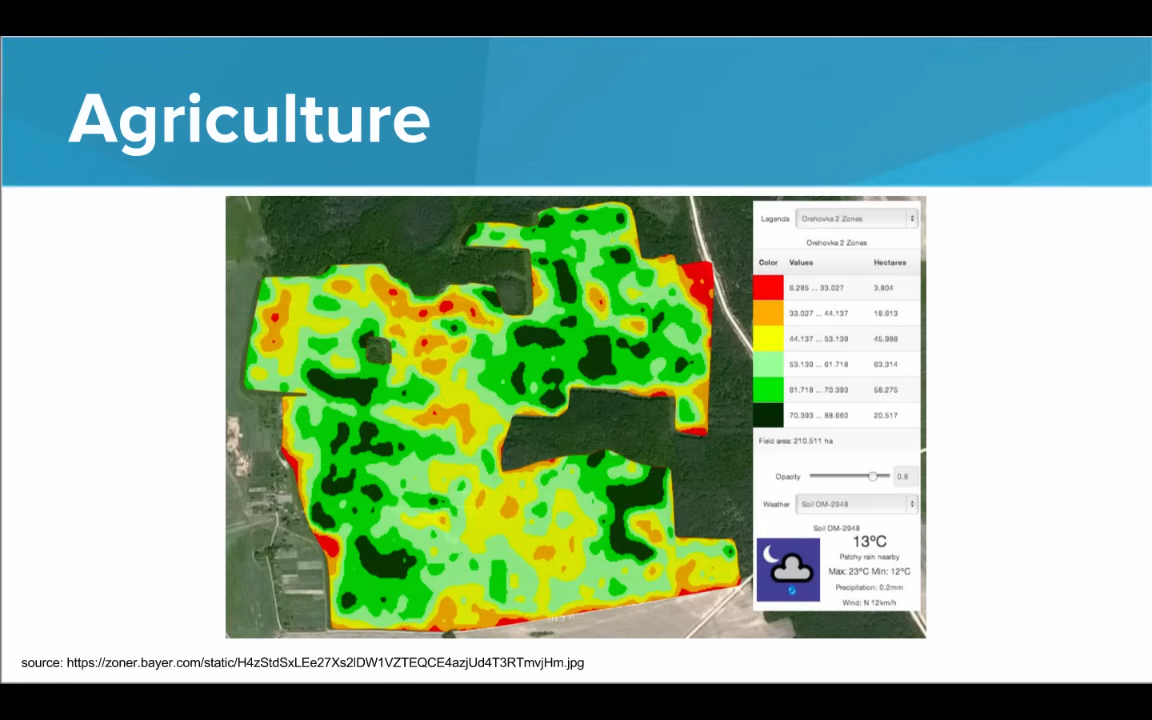 Agriculture
Legends Orehovka 2 Zones
Orehovka 2 Zones
Color Values Hectares
6.285 ... 33.027 3.804
33.027 ... 44.137 18.613
44.137 ... 53.139 45.988
53.139 ... 61.718 63.314
61.718 ... 70.393 58.275
70.393 ... 88.660 20.517
Field area: 210.511 ha
Opacity 0.8
Weather Soil OM-2948
Soil OM-2948
13ºC
Patchy rain nearby
Max: 23ºC Min: 12ºC
Precipitation: 0.2mm
Wind: N 12km/h
source: https://zoner.bayer.com/static/H4zStdSxLEe27Xs2lDW1VZTEQCE4azjUd4T3RTmvjHm.jpg